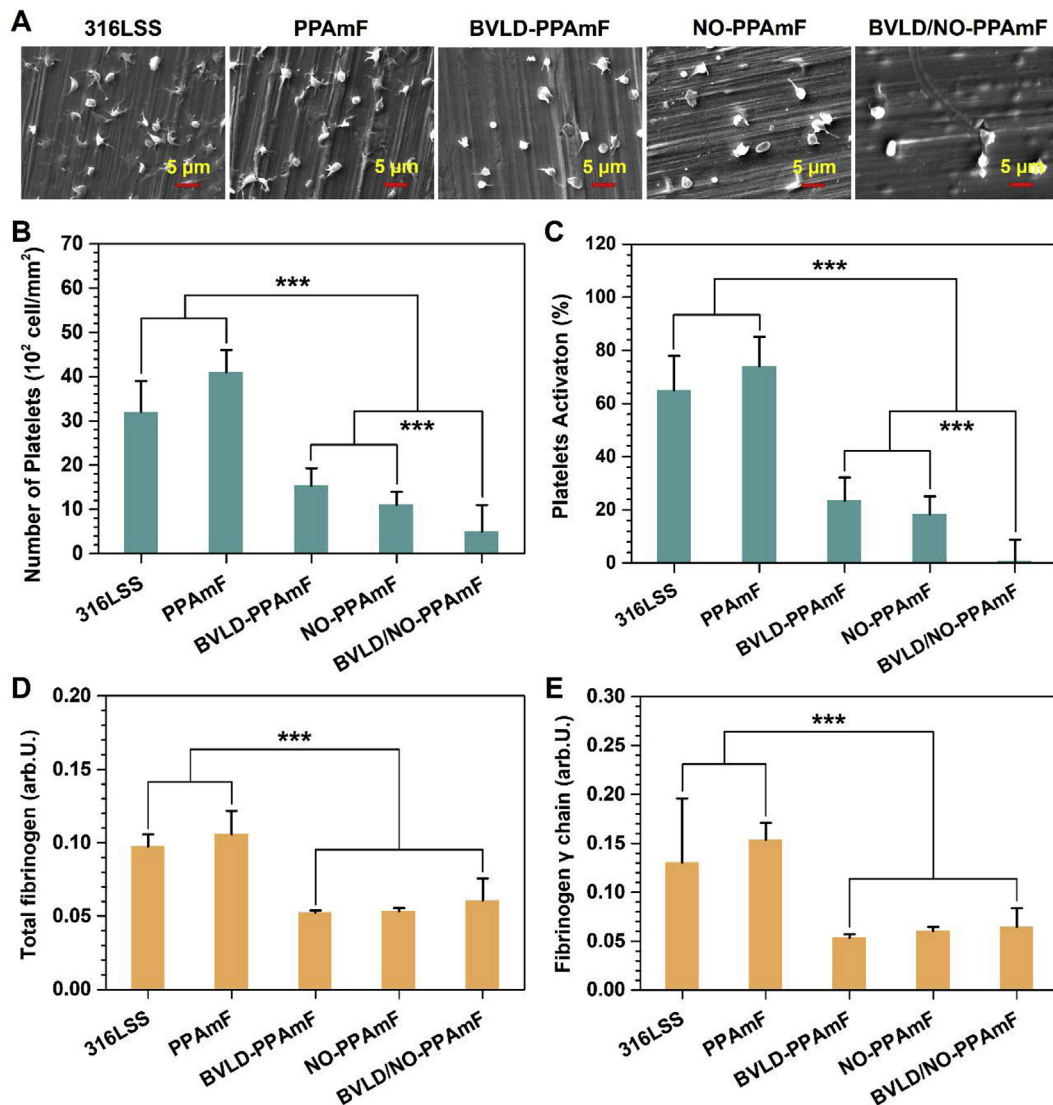 A
316LSS
PPAmF
BVLD-PPAmF
NO-PPAmF
BVLD/NO-PPAmF
5 µm
5 µm
5 µm
5 µm
5 µm
B
Number of Platelets (10² cell/mm²)
70
60
50
40
30
20
10
0
***
***
316LSS
PPAmF
BVLD-PPAmF
NO-PPAmF
BVLD/NO-PPAmF
C
Platelets Activaton (%)
120
100
80
60
40
20
0
***
***
316LSS
PPAmF
BVLD-PPAmF
NO-PPAmF
BVLD/NO-PPAmF
D
Total fibrinogen (arb.U.)
0.20
0.15
0.10
0.05
0.00
***
316LSS
PPAmF
BVLD-PPAmF
NO-PPAmF
BVLD/NO-PPAmF
E
Fibrinogen γ chain (arb.U.)
0.30
0.25
0.20
0.15
0.10
0.05
0.00
***
316LSS
PPAmF
BVLD-PPAmF
NO-PPAmF
BVLD/NO-PPAmF